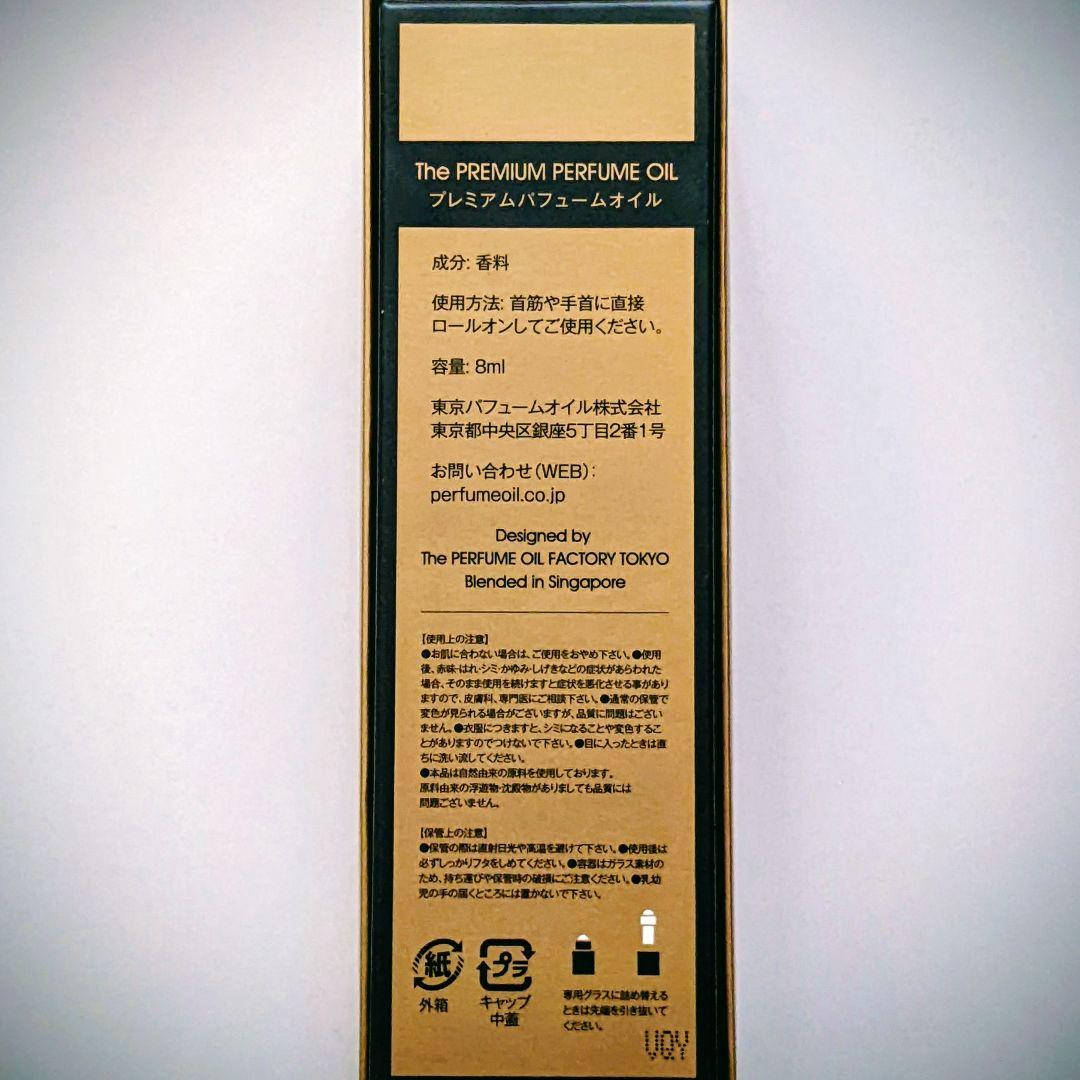 The PREMIUM PERFUME OIL
プレミアムパフュームオイル
成分: 香料
使用方法: 首筋や手首に直接
ロールオンしてご使用ください。
容量: 8ml
東京パフュームオイル株式会社
東京都中央区銀座5丁目2番1号
お問い合わせ（WEB）:
perfumeoil.co.jp
Designed by
The PERFUME OIL FACTORY TOKYO
Blended in Singapore
【使用上の注意】
●お肌に合わない場合は、ご使用をおやめ下さい。●使用
後、赤味・はれ・シミ・かゆみ・しげきなどの症状があらわれた
場合、そのまま使用を続けますと症状を悪化させる事があり
ますので、皮膚科、専門医にご相談下さい。●通常の保管で
変色が見られる場合がございますが、品質に問題はござい
ません。●衣服につきますと、シミになることや変色するこ
とがありますのでつけないで下さい。●目に入ったときは直
ちに洗い流してください。
●本品は自然由来の原料を使用しております。
原料由来の浮遊物・沈殿物がありましても品質には
問題ございません。
【保管上の注意】
●保管の際は直射日光や高温を避けて下さい。●使用後は
必ずしっかりフタをしめてください。●容器はガラス素材の
ため、持ち運びや保管時の破損にご注意ください。●乳幼
児の手の届くところには置かないで下さい。
紙
プラ
外箱
キャップ
中蓋
専用グラスに詰め替える
ときは先端を引き抜いて
ください。
VQY